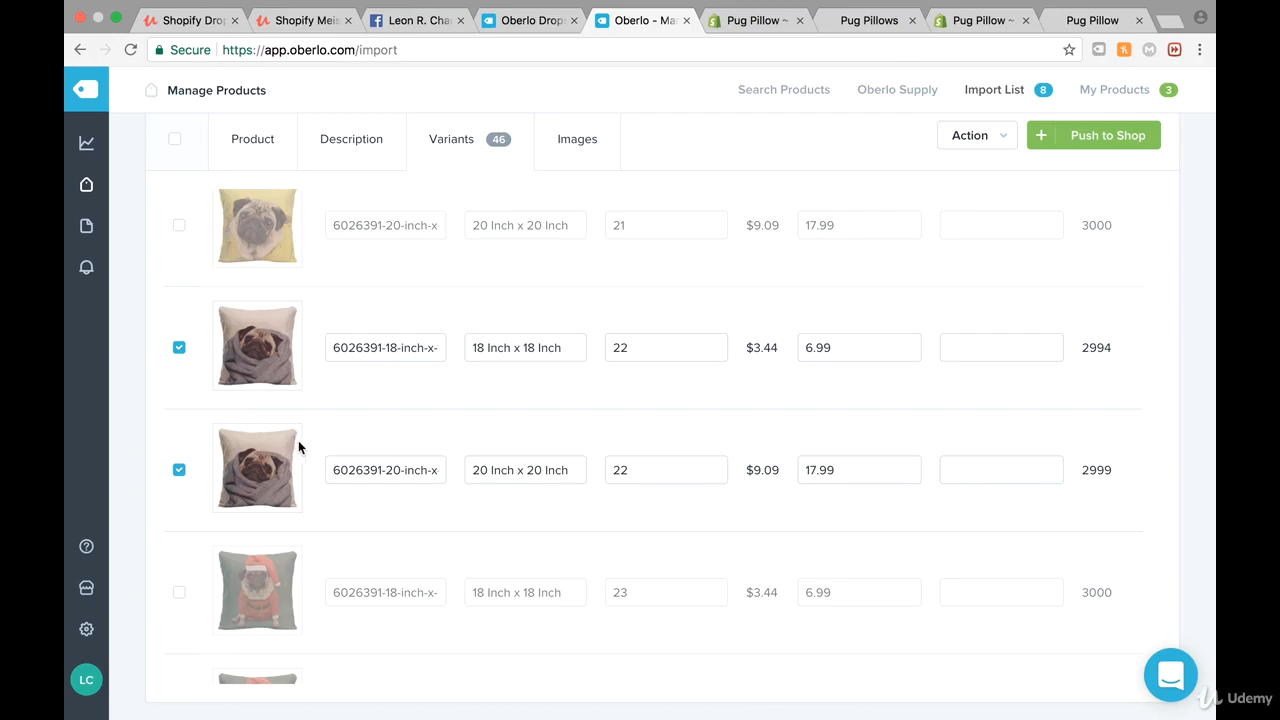 Shopify Dro
Shopify Meis
Leon R. Cha
Oberlo Drop
Oberlo - Ma
Pug Pillow ~
Pug Pillows
Pug Pillow ~
Pug Pillow
Secure
https://app.oberlo.com/import
Manage Products
Search Products
Oberlo Supply
Import List 8
My Products 3
Product
Description
Variants 46
Images
Action
+ Push to Shop
6026391-20-inch-x 20 Inch x 20 Inch 21 $9.09 17.99 3000
6026391-18-inch-x- 18 Inch x 18 Inch 22 $3.44 6.99 2994
6026391-20-inch-x 20 Inch x 20 Inch 22 $9.09 17.99 2999
6026391-18-inch-x- 18 Inch x 18 Inch 23 $3.44 6.99 3000
LC
Udemy